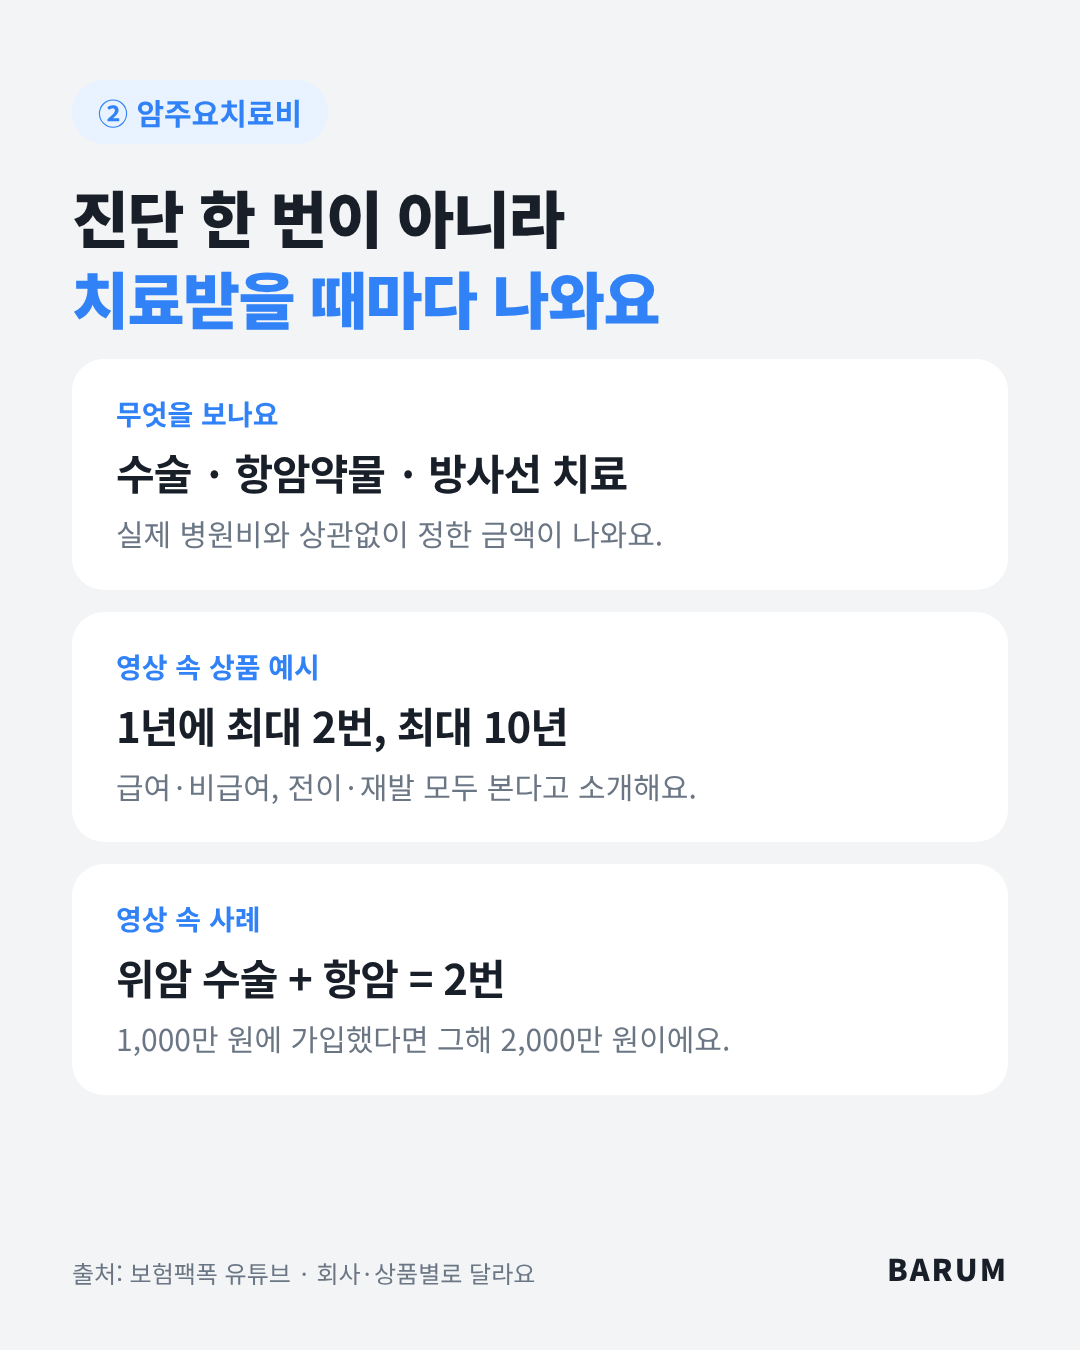 ② 암주요치료비
진단 한 번이 아니라
치료받을 때마다 나와요
무엇을 보나요
수술 · 항암약물 · 방사선 치료
실제 병원비와 상관없이 정한 금액이 나와요.
영상 속 상품 예시
1년에 최대 2번, 최대 10년
급여·비급여, 전이·재발 모두 본다고 소개해요.
영상 속 사례
위암 수술 + 항암 = 2번
1,000만 원에 가입했다면 그해 2,000만 원이에요.
출처: 보험팩폭 유튜브 · 회사·상품별로 달라요
BARUM